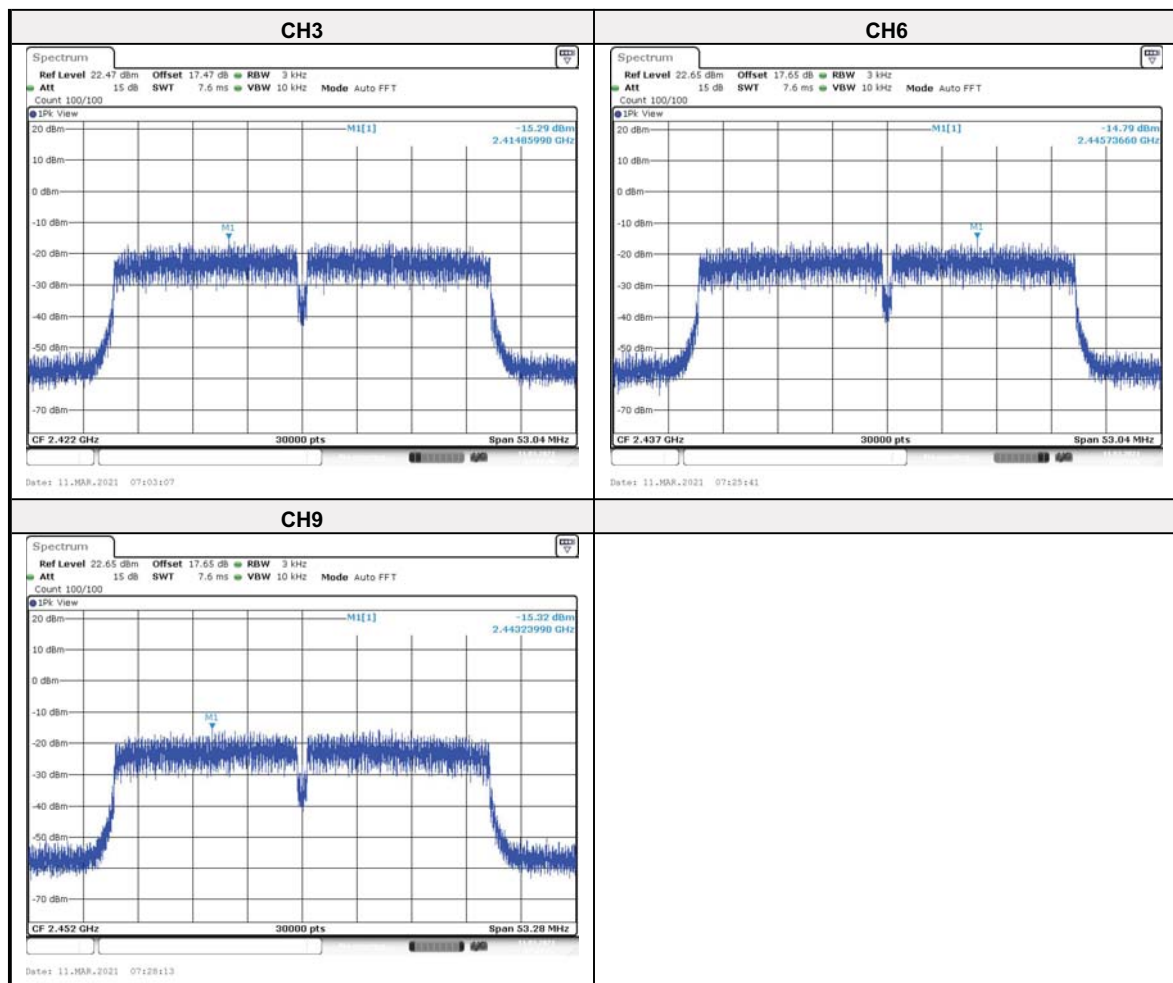 CH3
CH6
Spectrum
Ref Level 22.47 dBm Offset 17.47 dB RBW 3 kHz
Att 15 dB SWT 7.6 ms VBW 10 kHz Mode Auto FFT
Count 100/100
1Pk View
20 dBm
M1[1] -15.29 dBm
2.41485990 GHz
10 dBm
0 dBm
-10 dBm
M1
-20 dBm
-30 dBm
-40 dBm
-50 dBm
-70 dBm
CF 2.422 GHz 30000 pts Span 53.04 MHz
Date: 11.MAR.2021 07:03:07
Spectrum
Ref Level 22.65 dBm Offset 17.65 dB RBW 3 kHz
Att 15 dB SWT 7.6 ms VBW 10 kHz Mode Auto FFT
Count 100/100
1Pk View
20 dBm
M1[1] -14.79 dBm
2.44573660 GHz
10 dBm
0 dBm
-10 dBm
M1
-20 dBm
-30 dBm
-40 dBm
-50 dBm
-70 dBm
CF 2.437 GHz 30000 pts Span 53.04 MHz
Date: 11.MAR.2021 07:25:41
CH9
Spectrum
Ref Level 22.65 dBm Offset 17.65 dB RBW 3 kHz
Att 15 dB SWT 7.6 ms VBW 10 kHz Mode Auto FFT
Count 100/100
1Pk View
20 dBm
M1[1] -15.32 dBm
2.44323990 GHz
10 dBm
0 dBm
-10 dBm
M1
-20 dBm
-30 dBm
-40 dBm
-50 dBm
-70 dBm
CF 2.452 GHz 30000 pts Span 53.28 MHz
Date: 11.MAR.2021 07:28:13